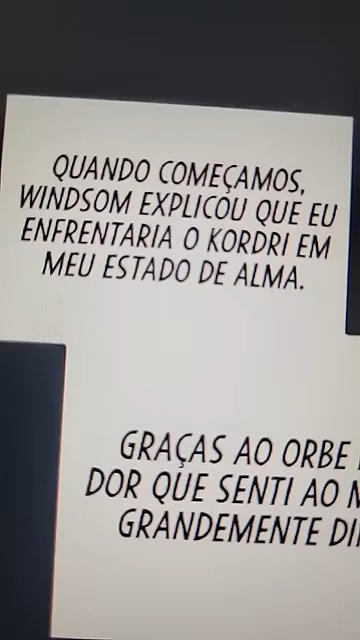 QUANDO COMEÇAMOS,
WINDSOM EXPLICOU QUE EU
ENFRENTARIA O KORDRI EM
MEU ESTADO DE ALMA.
GRAÇAS AO ORBE
DOR QUE SENTI AO
GRANDEMENTE